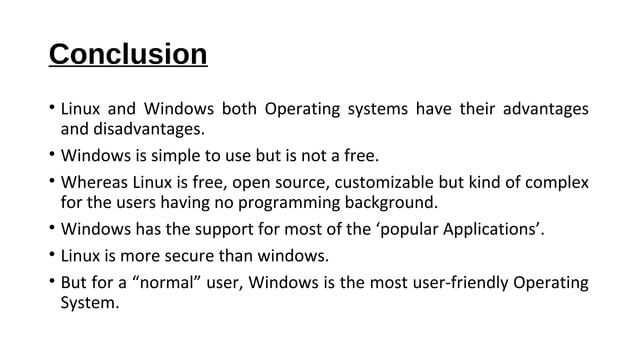 Conclusion
• Linux and Windows both Operating systems have their advantages
and disadvantages.
• Windows is simple to use but is not a free.
• Whereas Linux is free, open source, customizable but kind of complex
for the users having no programming background.
• Windows has the support for most of the ‘popular Applications’.
• Linux is more secure than windows.
• But for a “normal” user, Windows is the most user-friendly Operating
System.